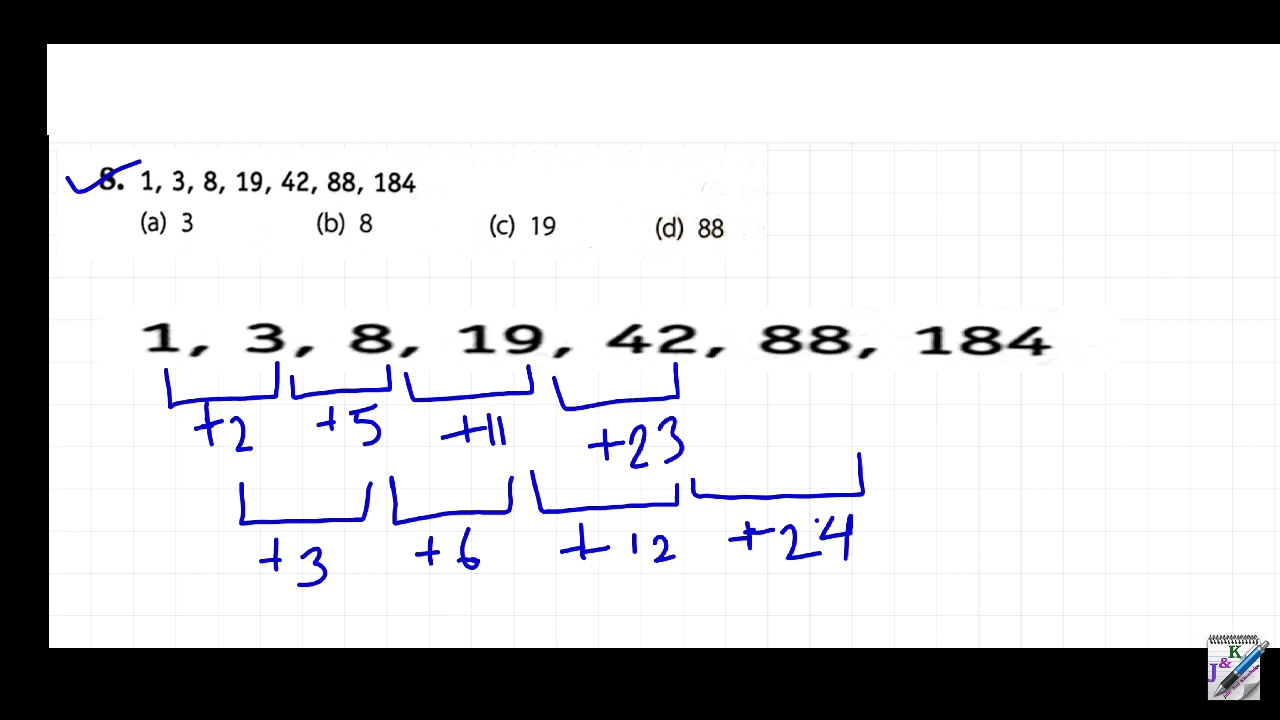 8. 1, 3, 8, 19, 42, 88, 184
(a) 3 (b) 8 (c) 19 (d) 88
1, 3, 8, 19, 42, 88, 184
+2 +5 +11 +23
+3 +6 +12 +24
J&K